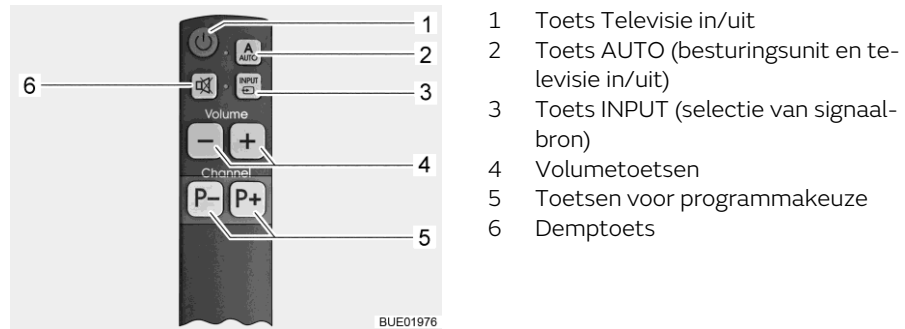 1
A
AUTO
2
6
INPUT
3
Volume
− +
4
Channel
P− P+
5
BUE01976
1 Toets Televisie in/uit
2 Toets AUTO (besturingsunit en te-
levisie in/uit)
3 Toets INPUT (selectie van signaal-
bron)
4 Volumetoetsen
5 Toetsen voor programmakeuze
6 Demptoets